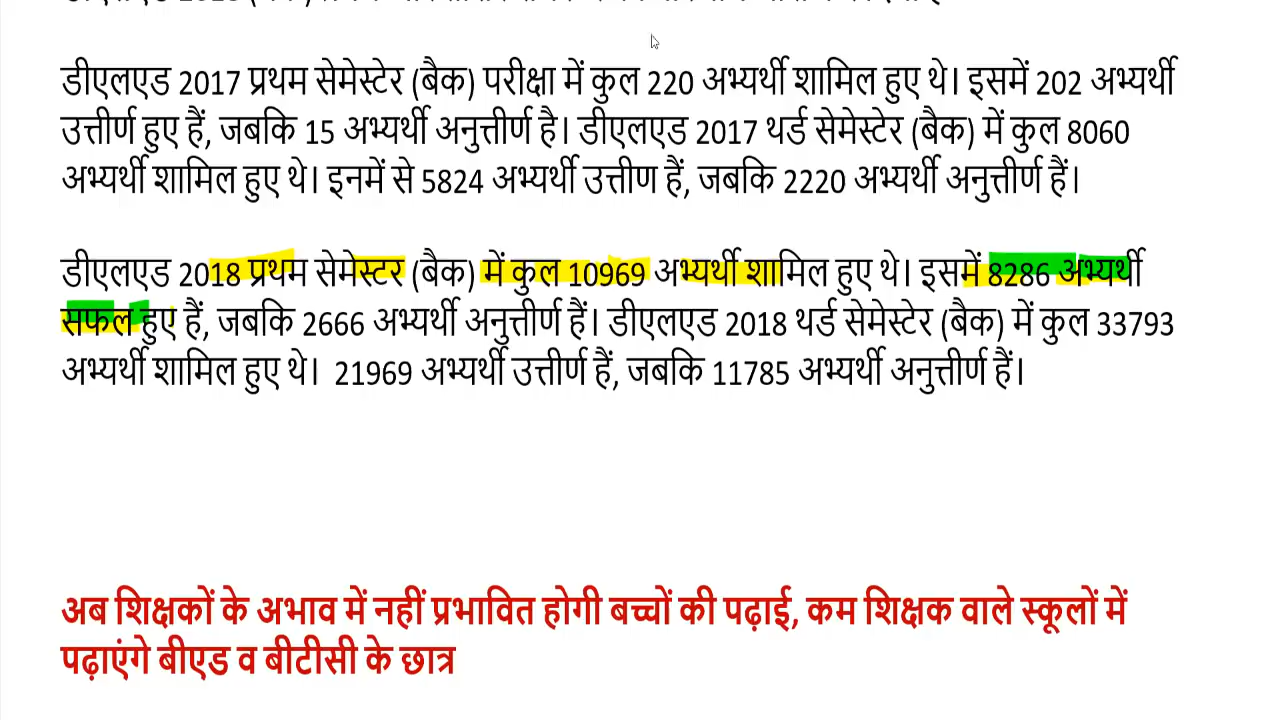 डीएलएड 2017 प्रथम सेमेस्टेर (बैक) परीक्षा में कुल 220 अभ्यर्थी शामिल हुए थे। इसमें 202 अभ्यर्थी
उत्तीर्ण हुए हैं, जबकि 15 अभ्यर्थी अनुत्तीर्ण है। डीएलएड 2017 थर्ड सेमेस्टेर (बैक) में कुल 8060
अभ्यर्थी शामिल हुए थे। इनमें से 5824 अभ्यर्थी उत्तीण हैं, जबकि 2220 अभ्यर्थी अनुत्तीर्ण हैं।
डीएलएड 2018 प्रथम सेमेस्टर (बैक) में कुल 10969 अभ्यर्थी शामिल हुए थे। इसमें 8286 अभ्यर्थी
सफल हुए हैं, जबकि 2666 अभ्यर्थी अनुत्तीर्ण हैं। डीएलएड 2018 थर्ड सेमेस्टेर (बैक) में कुल 33793
अभ्यर्थी शामिल हुए थे। 21969 अभ्यर्थी उत्तीर्ण हैं, जबकि 11785 अभ्यर्थी अनुत्तीर्ण हैं।
अब शिक्षकों के अभाव में नहीं प्रभावित होगी बच्चों की पढ़ाई, कम शिक्षक वाले स्कूलों में
पढ़ाएंगे बीएड व बीटीसी के छात्र